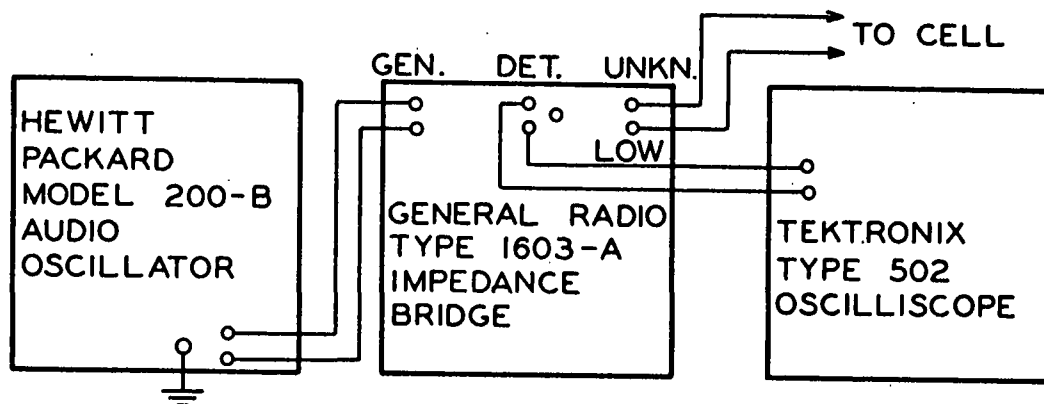 HEWITT
PACKARD
MODEL 200-B
AUDIO
OSCILLATOR
GEN. DET. UNKN.
LOW
GENERAL RADIO
TYPE 1603-A
IMPEDANCE
BRIDGE
TO CELL
TEKTRONIX
TYPE 502
OSCILLISCOPE